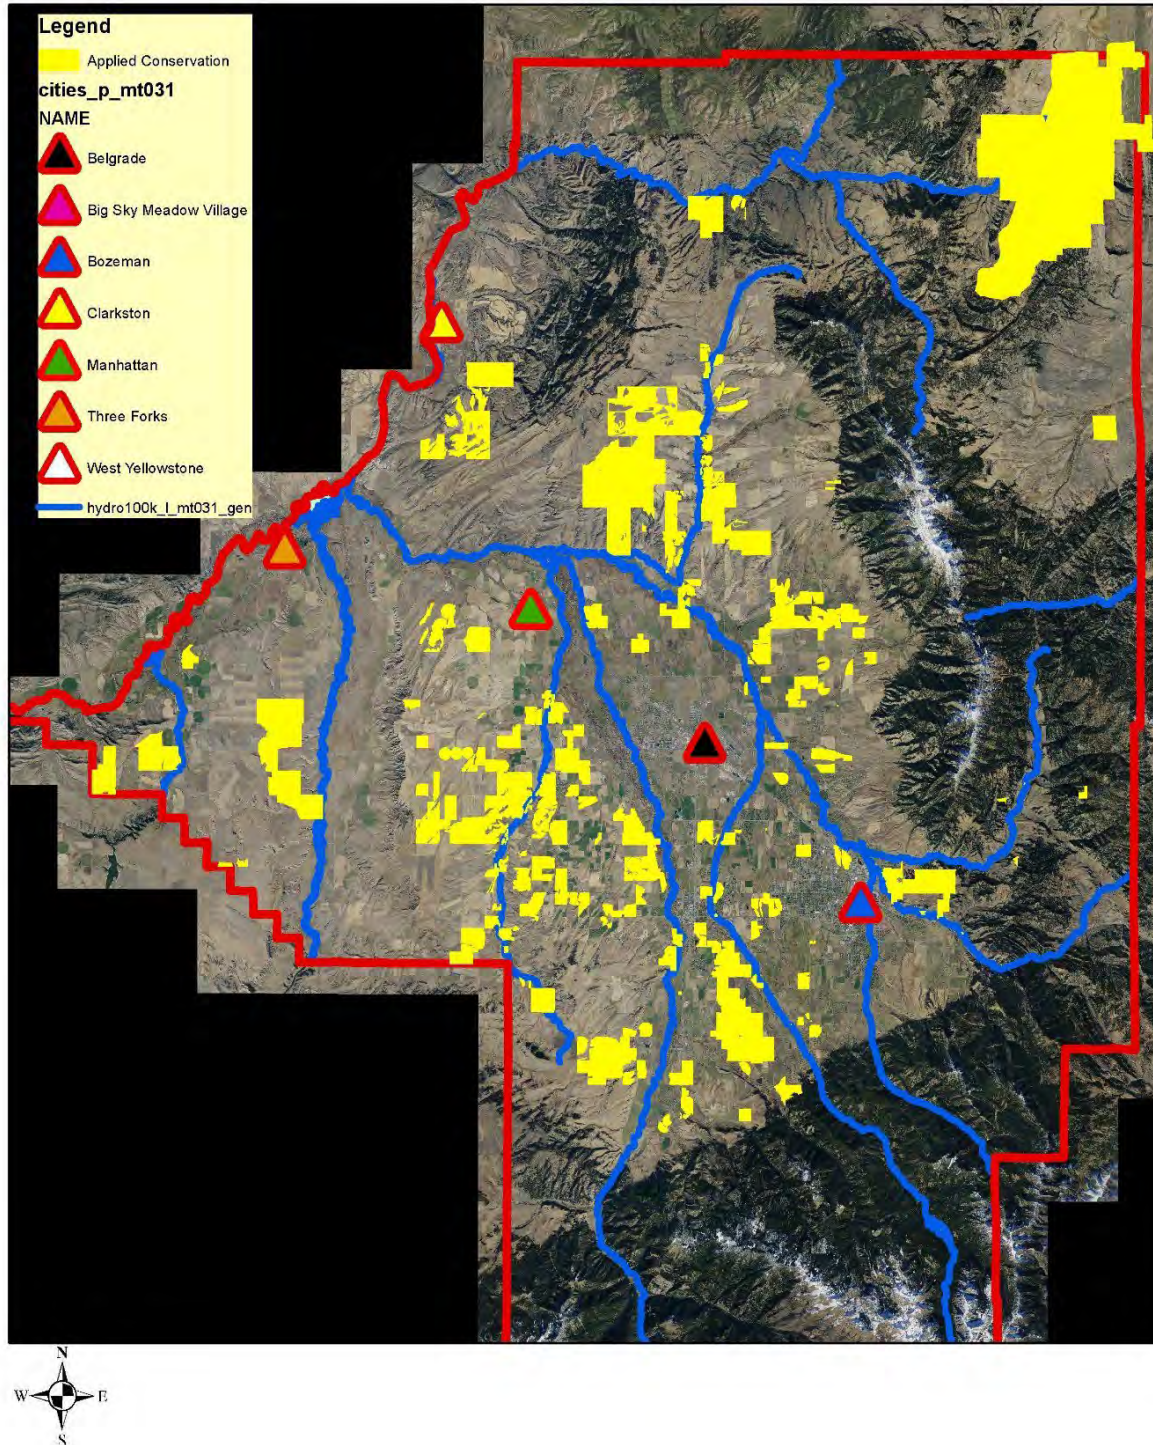 Legend
Applied Conservation
cities_p_mt031
NAME
Belgrade
Big Sky Meadow Village
Bozeman
Clarkston
Manhattan
Three Forks
West Yellowstone
hydro100k_l_mt031_gen
N
W E
S